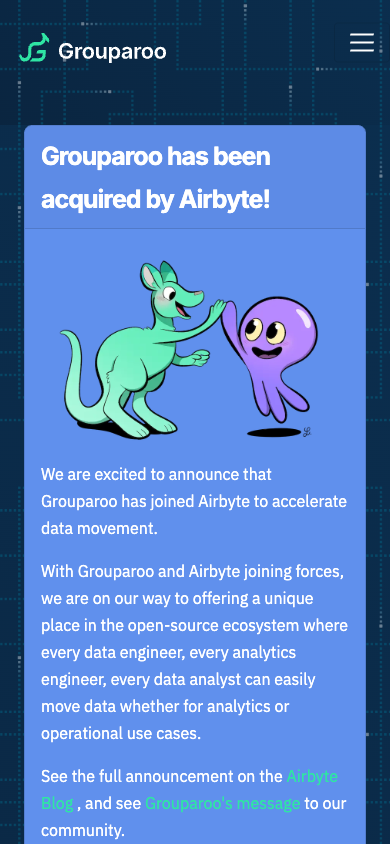 Grouparoo
Grouparoo has been
acquired by Airbyte!
We are excited to announce that
Grouparoo has joined Airbyte to accelerate
data movement.
With Grouparoo and Airbyte joining forces,
we are on our way to offering a unique
place in the open-source ecosystem where
every data engineer, every analytics
engineer, every data analyst can easily
move data whether for analytics or
operational use cases.
See the full announcement on the Airbyte
Blog , and see Grouparoo's message to our
community.